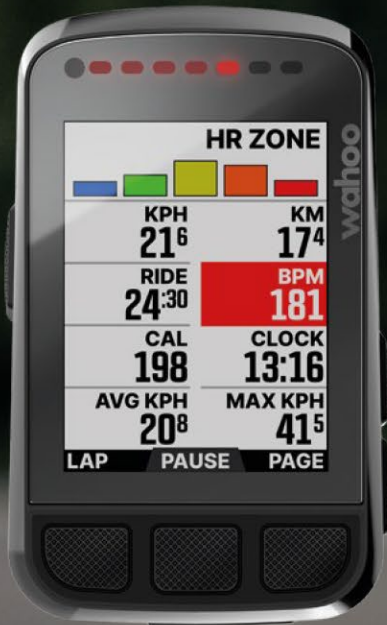 HR ZONE
KPH KM
21⁶ 17⁴
RIDE BPM
24:30 181
CAL CLOCK
198 13:16
AVG KPH MAX KPH
20⁸ 41⁵
LAP PAUSE PAGE
wahoo